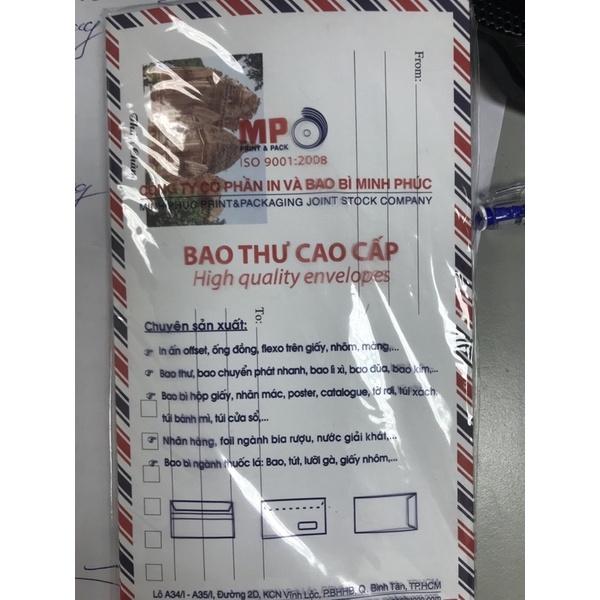 From:
MP
PRINT & PACK
ISO 9001:2008
CÔNG TY CỔ PHẦN IN VÀ BAO BÌ MINH PHÚC
MINH PHUC PRINT&PACKAGING JOINT STOCK COMPANY
BAO THƯ CAO CẤP
High quality envelopes
To:
Chuyên sản xuất:
In ấn offset, ống đồng, flexo trên giấy, nhôm, màng,...
Bao thư, bao chuyển phát nhanh, bao lì xì, bao đũa, bao kim,...
Bao bì hộp giấy, nhãn mác, poster, catalogue, tờ rơi, túi xách,
túi bánh mì, túi cửa sổ,...
Nhãn hàng, foil ngành bia rượu, nước giải khát,...
Bao bì ngành thuốc lá: Bao, tút, lưỡi gà, giấy nhôm,...
Lô A34/I - A35/I, Đường 2D, KCN Vĩnh Lộc, P.BHHB, Q. Bình Tân, TP.HCM